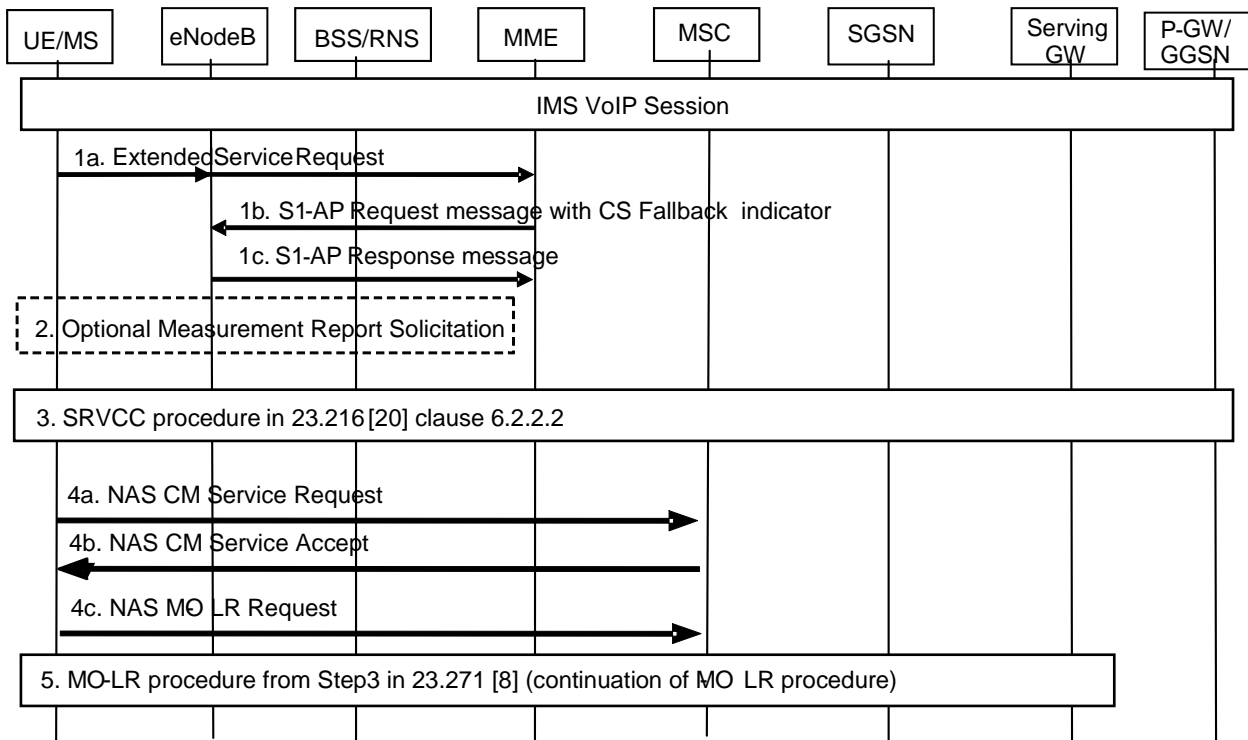 UE/MS
eNodeB
BSS/RNS
MME
MSC
SGSN
Serving
GW
P-GW/
GGSN
IMS VoIP Session
1a. Extended Service Request
1b. S1-AP Request message with CS Fallback indicator
1c. S1-AP Response message
2. Optional Measurement Report Solicitation
3. SRVCC procedure in 23.216 [20] clause 6.2.2.2
4a. NAS CM Service Request
4b. NAS CM Service Accept
4c. NAS MO-LR Request
5. MO-LR procedure from Step3 in 23.271 [8] (continuation of MO-LR procedure)